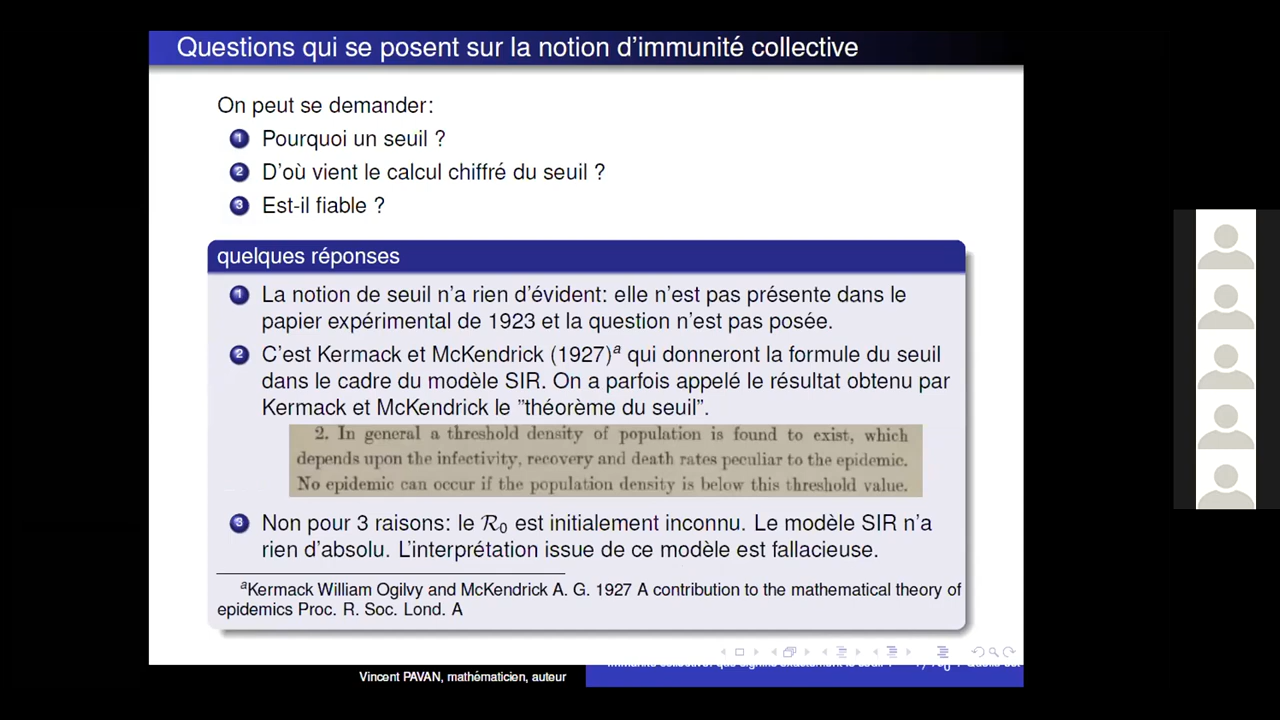 Questions qui se posent sur la notion d'immunité collective
On peut se demander:
1 Pourquoi un seuil ?
2 D'où vient le calcul chiffré du seuil ?
3 Est-il fiable ?
quelques réponses
1 La notion de seuil n'a rien d'évident: elle n'est pas présente dans le
papier expérimental de 1923 et la question n'est pas posée.
2 C'est Kermack et McKendrick (1927)a qui donneront la formule du seuil
dans le cadre du modèle SIR. On a parfois appelé le résultat obtenu par
Kermack et McKendrick le "théorème du seuil".
2. In general a threshold density of population is found to exist, which
depends upon the infectivity, recovery and death rates peculiar to the epidemic.
No epidemic can occur if the population density is below this threshold value.
3 Non pour 3 raisons: le R0 est initialement inconnu. Le modèle SIR n'a
rien d'absolu. L'interprétation issue de ce modèle est fallacieuse.
aKermack William Ogilvy and McKendrick A. G. 1927 A contribution to the mathematical theory of
epidemics Proc. R. Soc. Lond. A
Vincent PAVAN, mathématicien, auteur